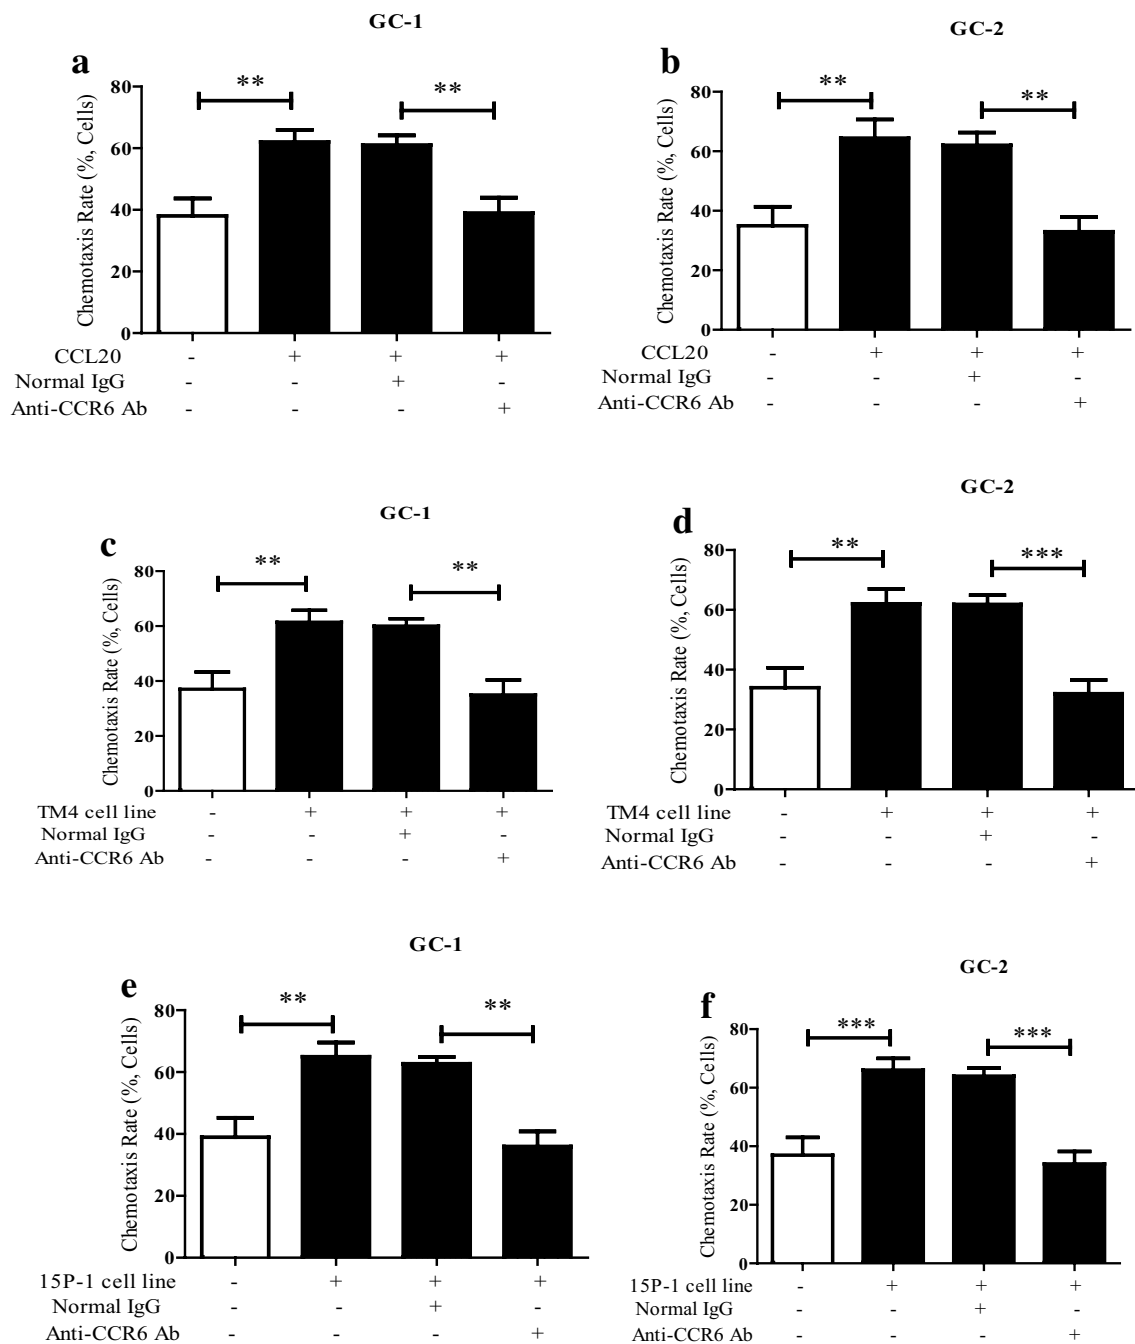 GC-1
a
** **
Chemotaxis Rate (%, Cells)
80
60
40
20
0
CCL20 - + + +
Normal IgG - - + -
Anti-CCR6 Ab - - - +
GC-2
b
** **
Chemotaxis Rate (%, Cells)
80
60
40
20
0
CCL20 - + + +
Normal IgG - - + -
Anti-CCR6 Ab - - - +
GC-1
c
** **
Chemotaxis Rate (%, Cells)
80
60
40
20
0
TM4 cell line - + + +
Normal IgG - - + -
Anti-CCR6 Ab - - - +
GC-2
d
** ***
Chemotaxis Rate (%, Cells)
80
60
40
20
0
TM4 cell line - + + +
Normal IgG - - + -
Anti-CCR6 Ab - - - +
GC-1
e
** **
Chemotaxis Rate (%, Cells)
80
60
40
20
0
15P-1 cell line - + + +
Normal IgG - - + -
Anti-CCR6 Ab - - - +
GC-2
f
*** ***
Chemotaxis Rate (%, Cells)
80
60
40
20
0
15P-1 cell line - + + +
Normal IgG - - + -
Anti-CCR6 Ab - - - +